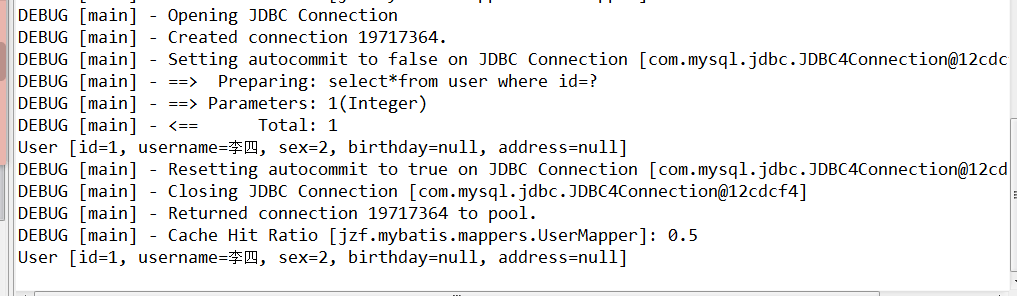 DEBUG [main] - Opening JDBC Connection
DEBUG [main] - Created connection 19717364.
DEBUG [main] - Setting autocommit to false on JDBC Connection [com.mysql.jdbc.JDBC4Connection@12cdc
DEBUG [main] - ==>  Preparing: select*from user where id=?
DEBUG [main] - ==> Parameters: 1(Integer)
DEBUG [main] - <==      Total: 1
User [id=1, username=李四, sex=2, birthday=null, address=null]
DEBUG [main] - Resetting autocommit to true on JDBC Connection [com.mysql.jdbc.JDBC4Connection@12cd
DEBUG [main] - Closing JDBC Connection [com.mysql.jdbc.JDBC4Connection@12cdcf4]
DEBUG [main] - Returned connection 19717364 to pool.
DEBUG [main] - Cache Hit Ratio [jzf.mybatis.mappers.UserMapper]: 0.5
User [id=1, username=李四, sex=2, birthday=null, address=null]